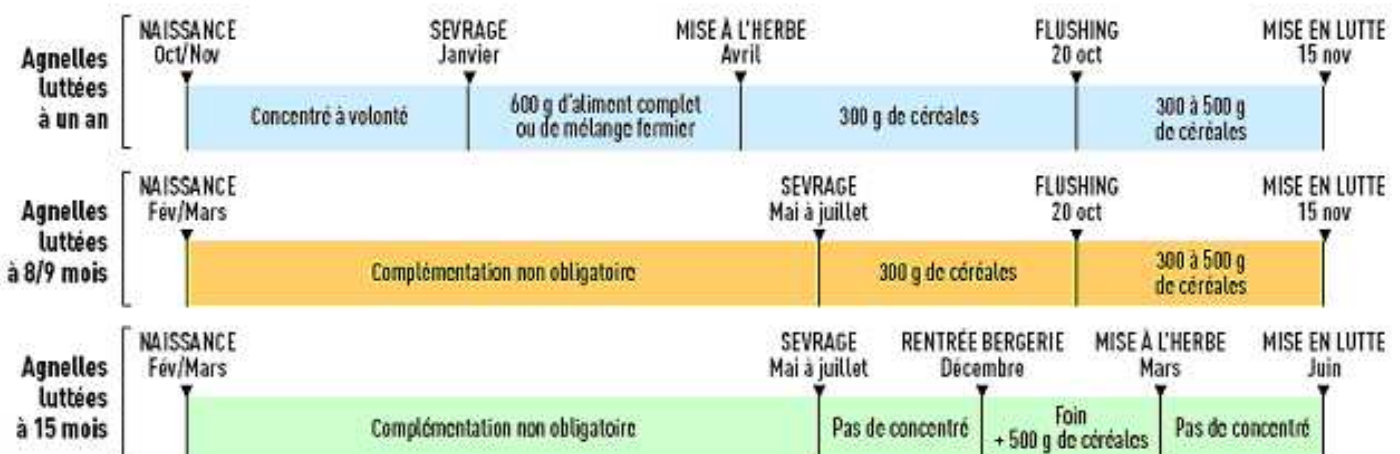 Agnelles
luttées
à un an
NAISSANCE
Oct/Nov
SEVRAGE
Janvier
MISE À L'HERBE
Avril
FLUSHING
20 oct
MISE EN LUTTE
15 nov
Concentré à volonté
600 g d'aliment complet
ou de mélange fermier
300 g de céréales
300 à 500 g
de céréales
Agnelles
luttées
à 8/9 mois
NAISSANCE
Fév/Mars
SEVRAGE
Mai à juillet
FLUSHING
20 oct
MISE EN LUTTE
15 nov
Complémentation non obligatoire
300 g de céréales
300 à 500 g
de céréales
Agnelles
luttées
à 15 mois
NAISSANCE
Fév/Mars
SEVRAGE
Mai à juillet
RENTRÉE BERGERIE
Décembre
MISE À L'HERBE
Mars
MISE EN LUTTE
Juin
Complémentation non obligatoire
Pas de concentré
Foin
+ 500 g de céréales
Pas de concentré